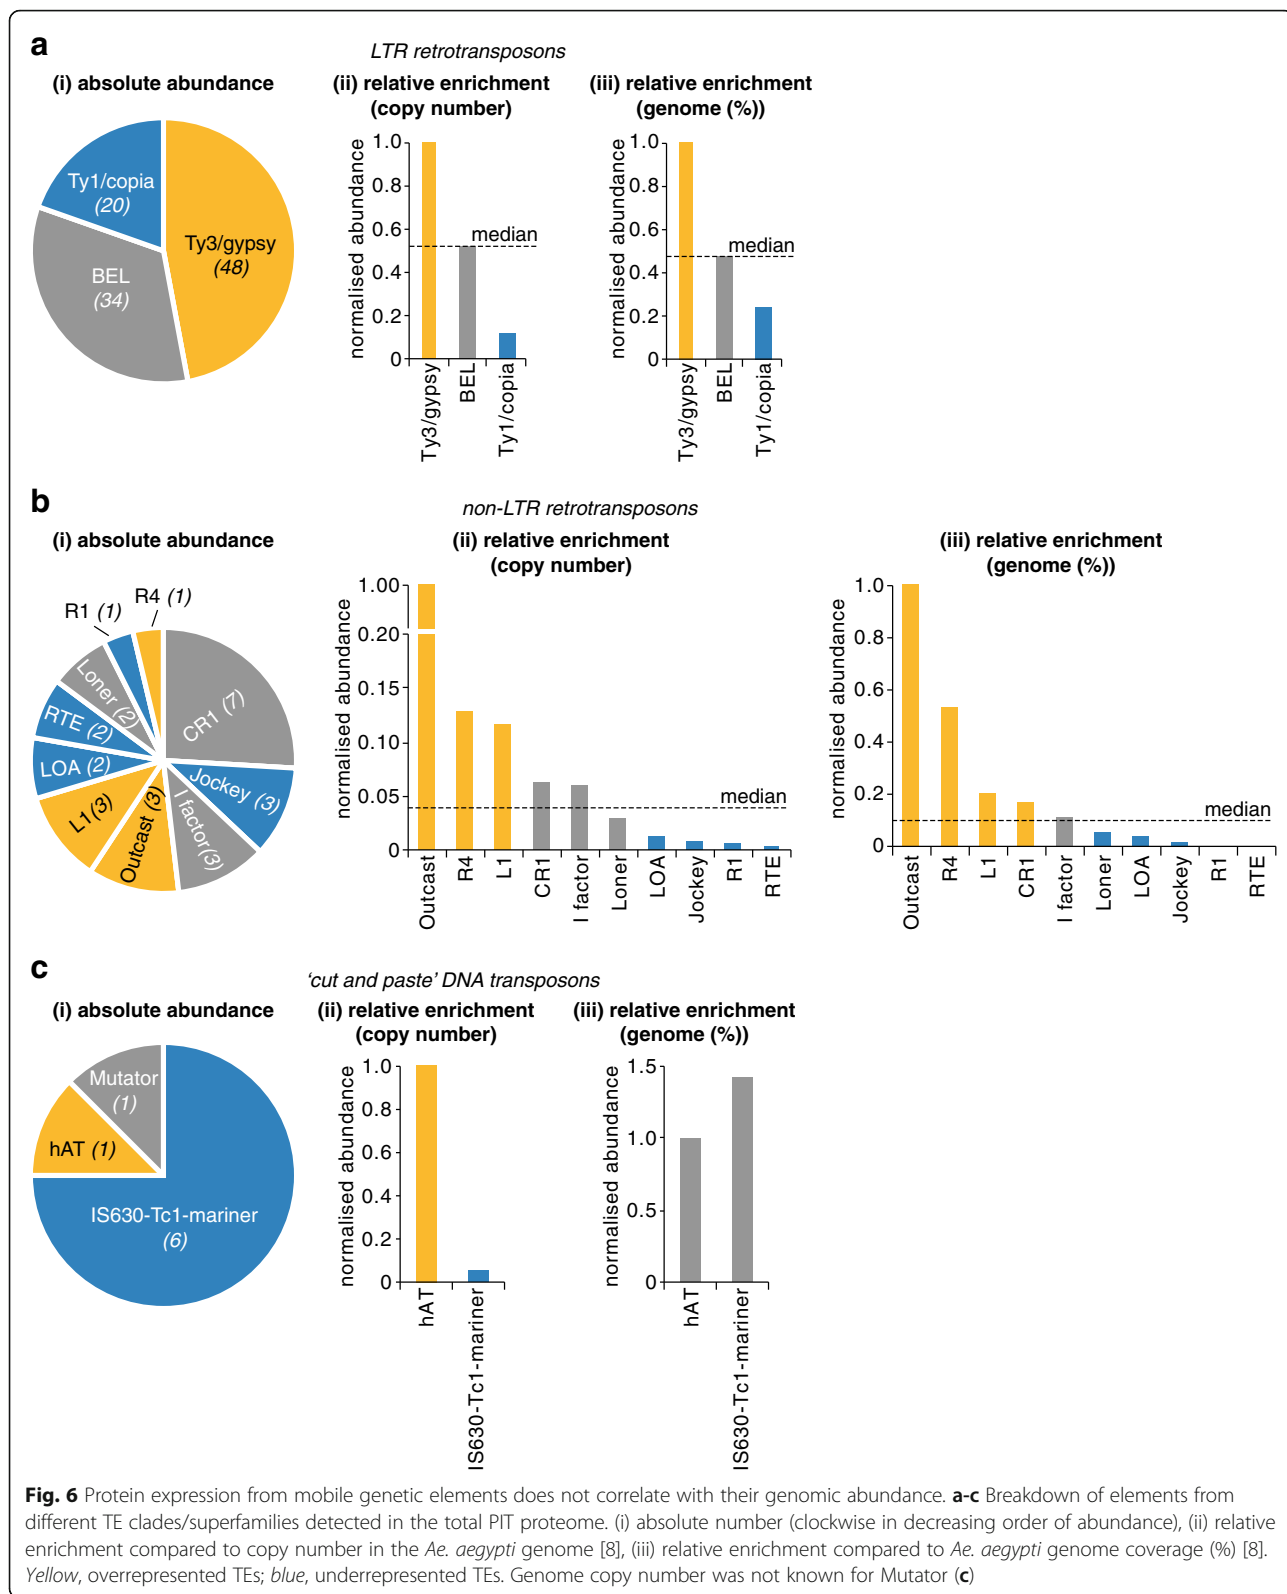 a
LTR retrotransposons
(i) absolute abundance
Ty1/copia
(20)
Ty3/gypsy
(48)
BEL
(34)
(ii) relative enrichment
(copy number)
normalised abundance
1.0
0.8
0.6
0.4
0.2
0
median
Ty3/gypsy
BEL
Ty1/copia
(iii) relative enrichment
(genome (%))
normalised abundance
1.0
0.8
0.6
0.4
0.2
0
median
Ty3/gypsy
BEL
Ty1/copia
b
non-LTR retrotransposons
(i) absolute abundance
R4 (1)
R1 (1)
Loner (2)
CR1 (7)
RTE (2)
LOA (2)
Jockey (3)
L1(3)
Outcast (3)
I factor(3)
(ii) relative enrichment
(copy number)
normalised abundance
1.00
0.20
0.15
0.10
0.05
0
median
Outcast
R4
L1
CR1
I factor
Loner
LOA
Jockey
R1
RTE
(iii) relative enrichment
(genome (%))
normalised abundance
1.0
0.8
0.6
0.4
0.2
0
median
Outcast
R4
L1
CR1
I factor
Loner
LOA
Jockey
R1
RTE
c
‘cut and paste’ DNA transposons
(i) absolute abundance
Mutator
(1)
hAT (1)
IS630-Tc1-mariner
(6)
(ii) relative enrichment
(copy number)
normalised abundance
1.0
0.8
0.6
0.4
0.2
0
hAT
IS630-Tc1-mariner
(iii) relative enrichment
(genome (%))
normalised abundance
1.5
1.0
0.5
0
hAT
IS630-Tc1-mariner
Fig. 6 Protein expression from mobile genetic elements does not correlate with their genomic abundance. a-c Breakdown of elements from
different TE clades/superfamilies detected in the total PIT proteome. (i) absolute number (clockwise in decreasing order of abundance), (ii) relative
enrichment compared to copy number in the Ae. aegypti genome [8], (iii) relative enrichment compared to Ae. aegypti genome coverage (%) [8].
Yellow, overrepresented TEs; blue, underrepresented TEs. Genome copy number was not known for Mutator (c)